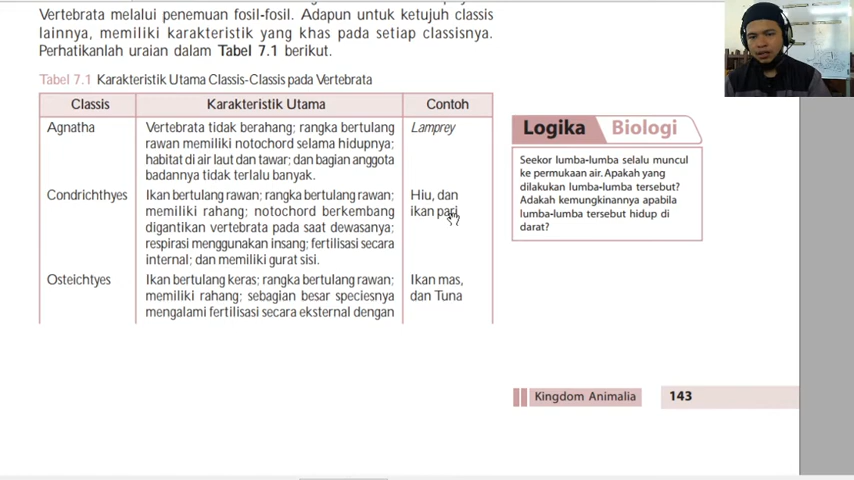 Vertebrata melalui penemuan fosil-fosil. Adapun untuk ketujuh classis
lainnya, memiliki karakteristik yang khas pada setiap classisnya.
Perhatikanlah uraian dalam Tabel 7.1 berikut.
Tabel 7.1 Karakteristik Utama Classis-Classis pada Vertebrata
Classis Karakteristik Utama Contoh
Agnatha Vertebrata tidak berahang; rangka bertulang Lamprey
rawan memiliki notochord selama hidupnya;
habitat di air laut dan tawar; dan bagian anggota
badannya tidak terlalu banyak.
Condrichthyes Ikan bertulang rawan; rangka bertulang rawan; Hiu, dan
memiliki rahang; notochord berkembang ikan pari
digantikan vertebrata pada saat dewasanya;
respirasi menggunakan insang; fertilisasi secara
internal; dan memiliki gurat sisi.
Osteichtyes Ikan bertulang keras; rangka bertulang rawan; Ikan mas,
memiliki rahang; sebagian besar speciesnya dan Tuna
mengalami fertilisasi secara eksternal dengan
Logika Biologi
Seekor lumba-lumba selalu muncul
ke permukaan air. Apakah yang
dilakukan lumba-lumba tersebut?
Adakah kemungkinannya apabila
lumba-lumba tersebut hidup di
darat?
Kingdom Animalia 143